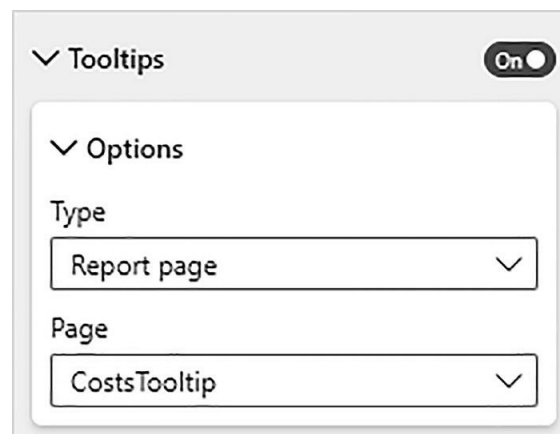 Tooltips
On
Options
Type
Report page
Page
CostsTooltip